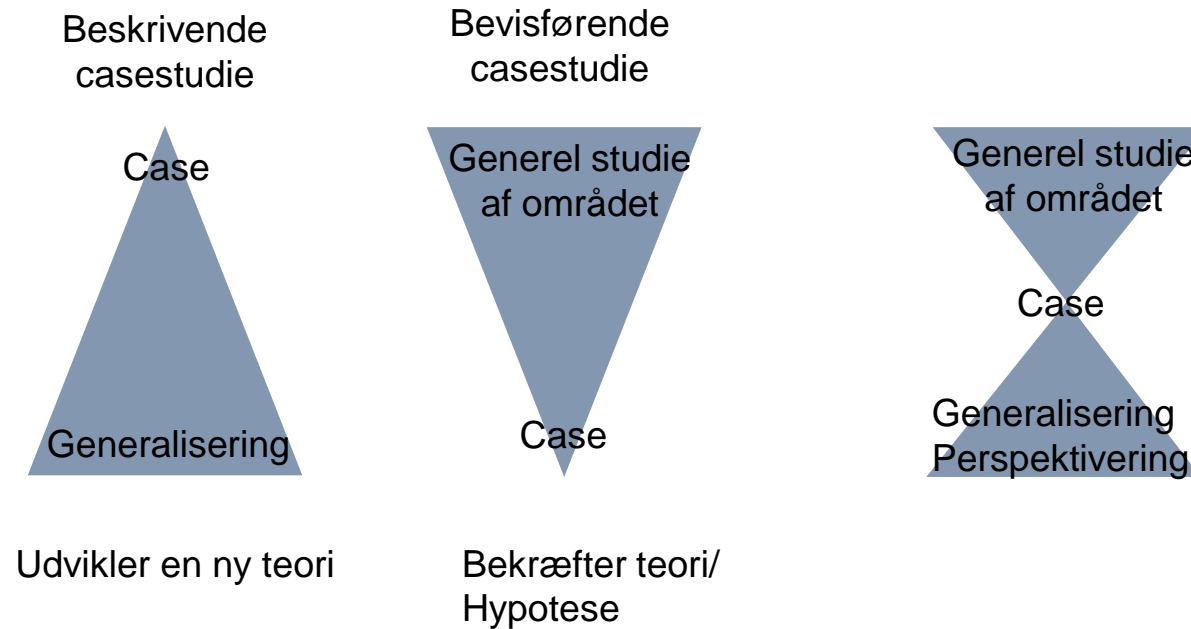 Beskrivende
casestudie
Case
Generalisering
Udvikler en ny teori
Bevisførende
casestudie
Generel studie
af området
Case
Bekræfter teori/
Hypotese
Generel studie
af området
Case
Generalisering
Perspektivering